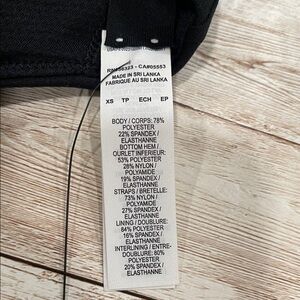 RN#56323 - CA#05553
MADE IN SRI LANKA
FABRIQUÉ AU SRI LANKA
XS TP ECH EP
BODY / CORPS: 78%
POLYESTER
22% SPANDEX /
ELASTHANNE
BOTTOM HEM /
OURLET INFERIEUR:
53% POLYESTER
28% NYLON /
POLYAMIDE
19% SPANDEX /
ELASTHANNE
STRAPS / BRETELLE:
73% NYLON /
POLYAMIDE
27% SPANDEX /
ELASTHANNE
LINING / DOUBLURE:
84% POLYESTER
16% SPANDEX /
ELASTHANNE
INTERLINING / ENTRE-
DOUBLURE: 80%
POLYESTER
20% SPANDEX /
ELASTHANNE